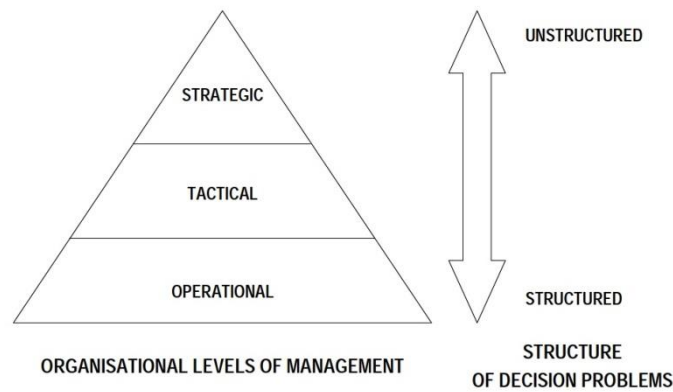 UNSTRUCTURED
STRATEGIC
TACTICAL
OPERATIONAL
STRUCTURED
ORGANISATIONAL LEVELS OF MANAGEMENT
STRUCTURE
OF DECISION PROBLEMS